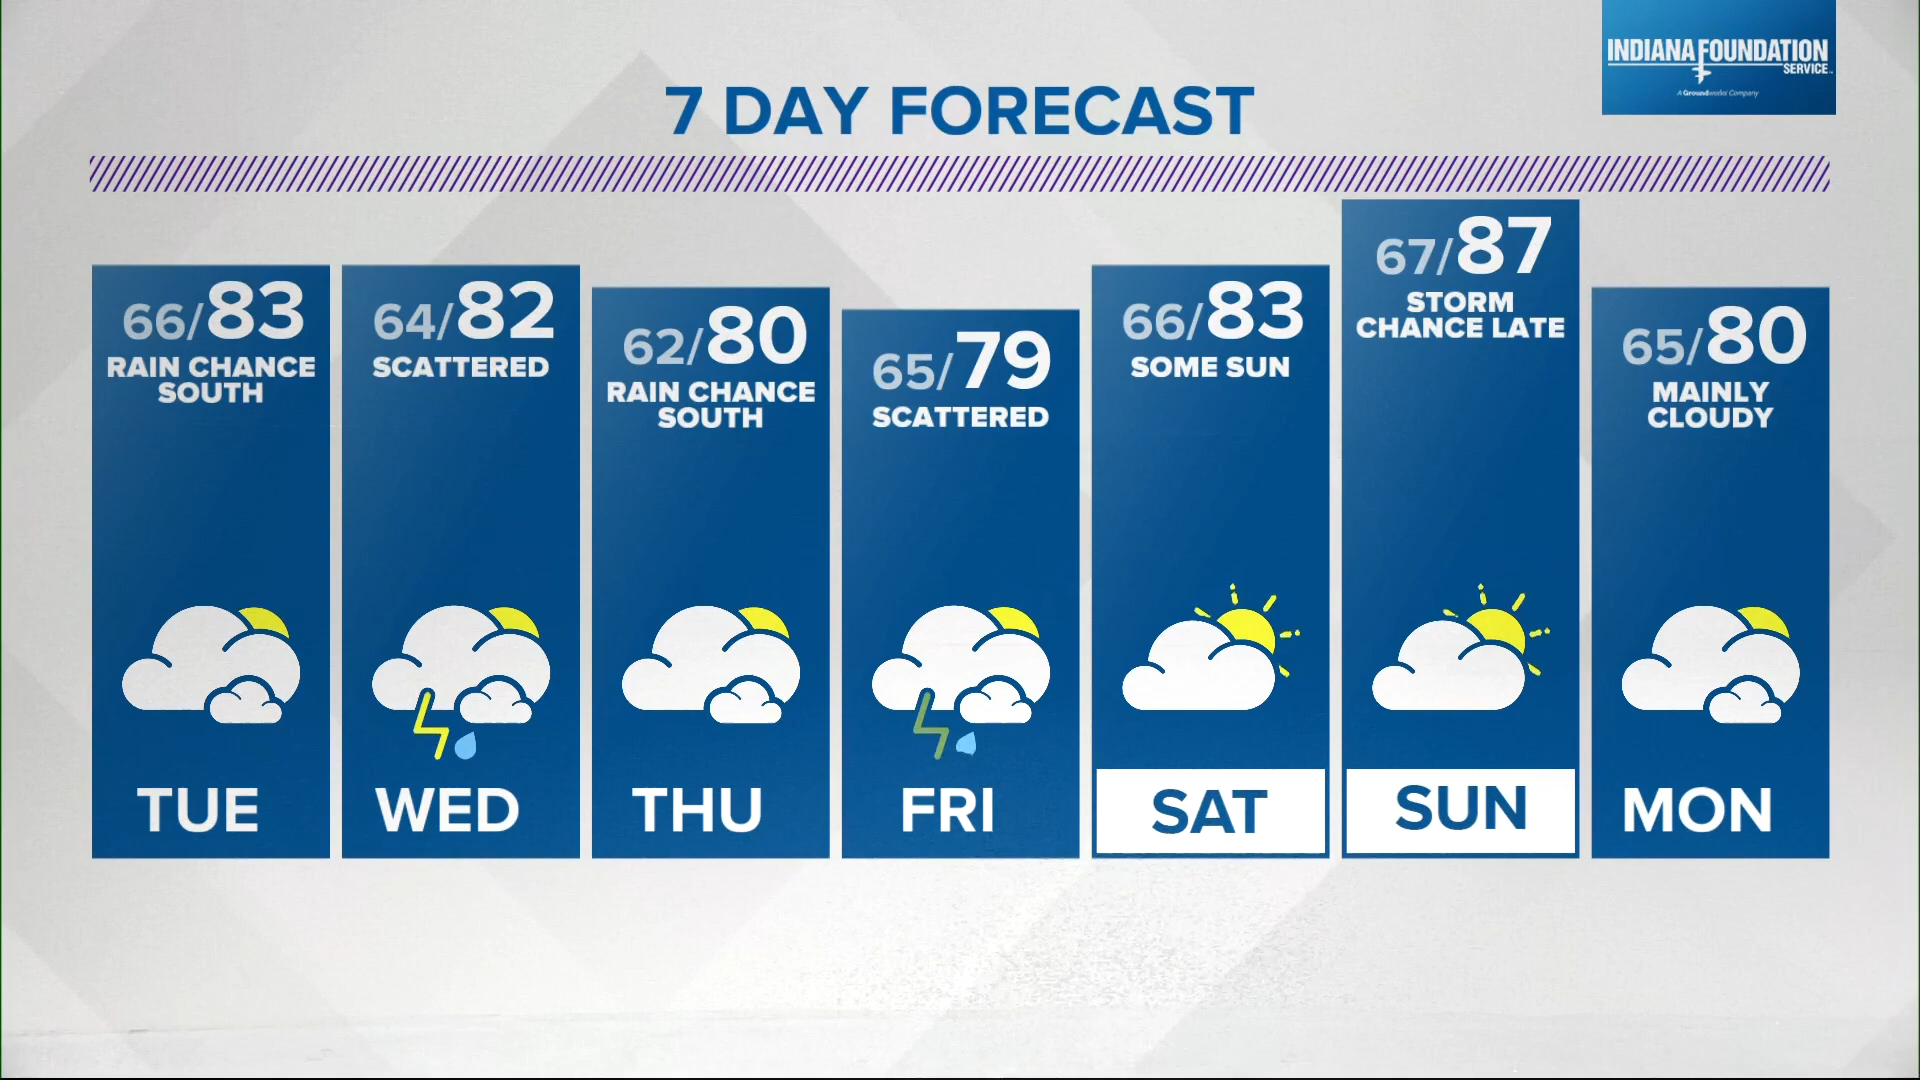 INDIANA FOUNDATION
SERVICE
A Groundworks Company
7 DAY FORECAST
66/83
RAIN CHANCE
SOUTH
TUE
64/82
SCATTERED
WED
62/80
RAIN CHANCE
SOUTH
THU
65/79
SCATTERED
FRI
66/83
SOME SUN
SAT
67/87
STORM
CHANCE LATE
SUN
65/80
MAINLY
CLOUDY
MON